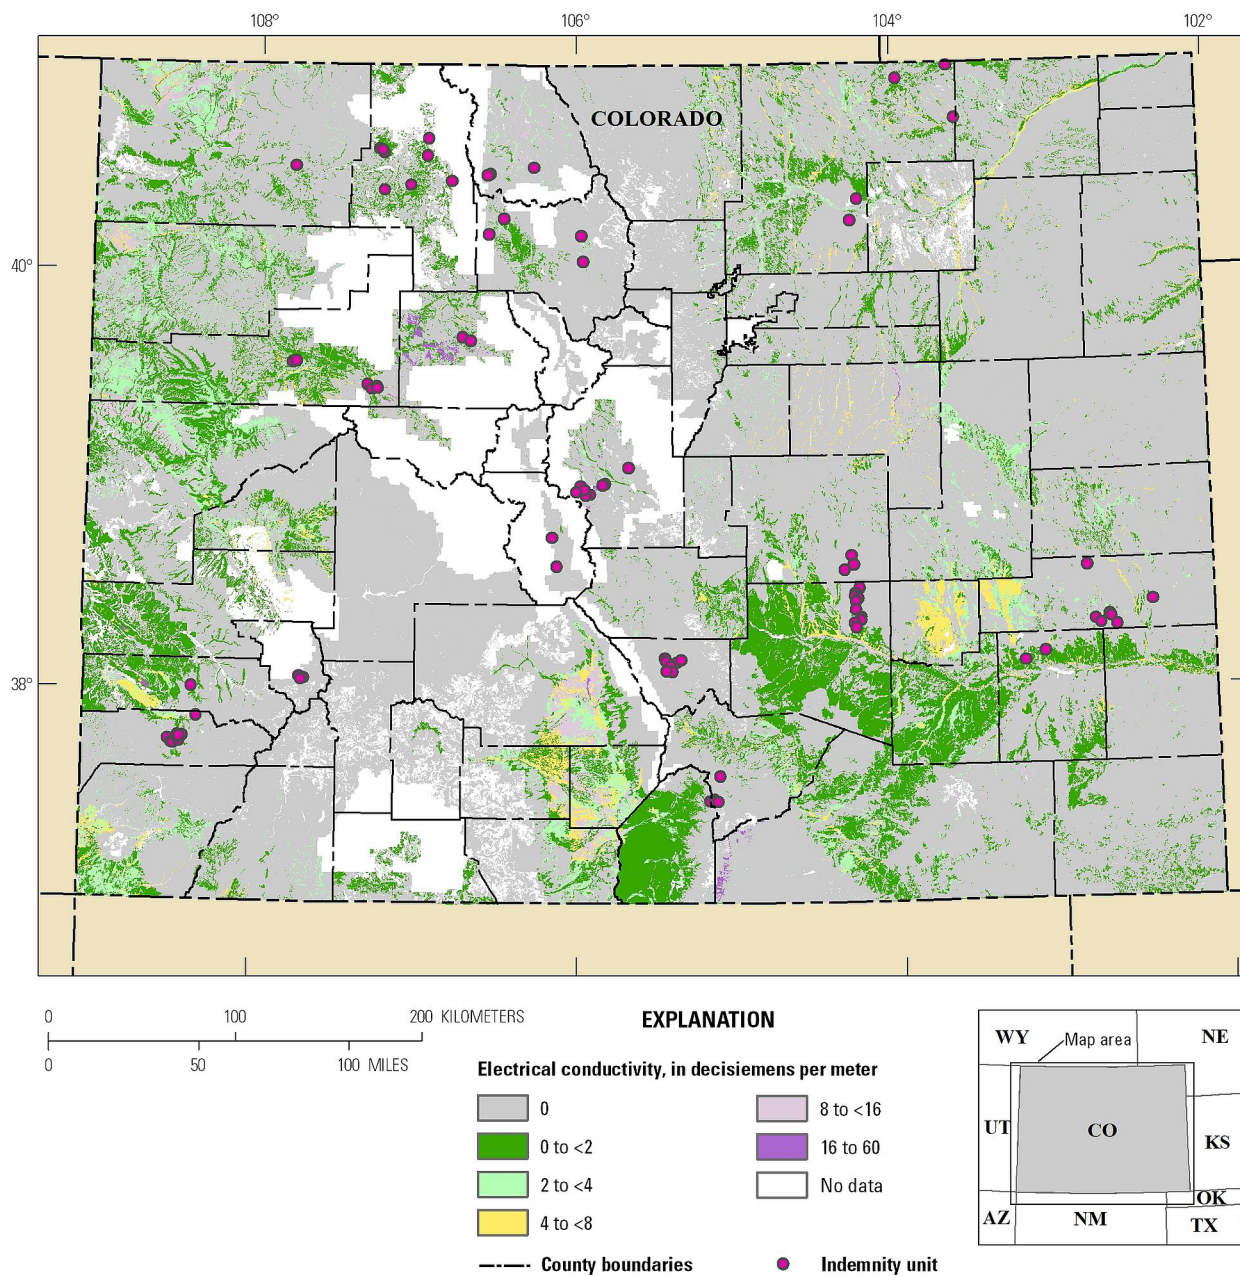 108° 106° 104° 102°
COLORADO
40°
38°
0 100 200 KILOMETERS
0 50 100 MILES
EXPLANATION
Electrical conductivity, in decisiemens per meter
0
0 to <2
2 to <4
4 to <8
8 to <16
16 to 60
No data
County boundaries
Indemnity unit
WY
NE
Map area
UT
CO
KS
OK
AZ
NM
TX